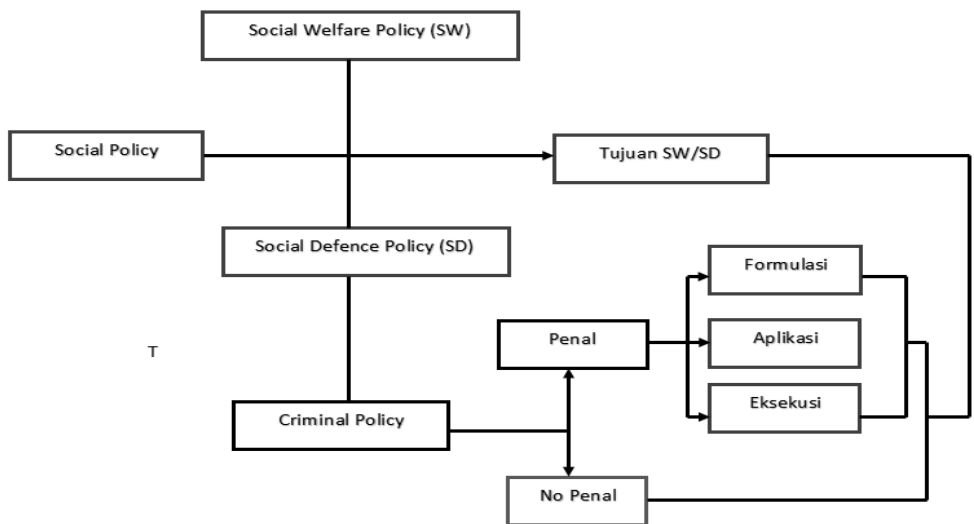 Social Welfare Policy (SW)
Social Policy
Tujuan SW/SD
Social Defence Policy (SD)
Formulasi
Penal
Aplikasi
T
Eksekusi
Criminal Policy
No Penal